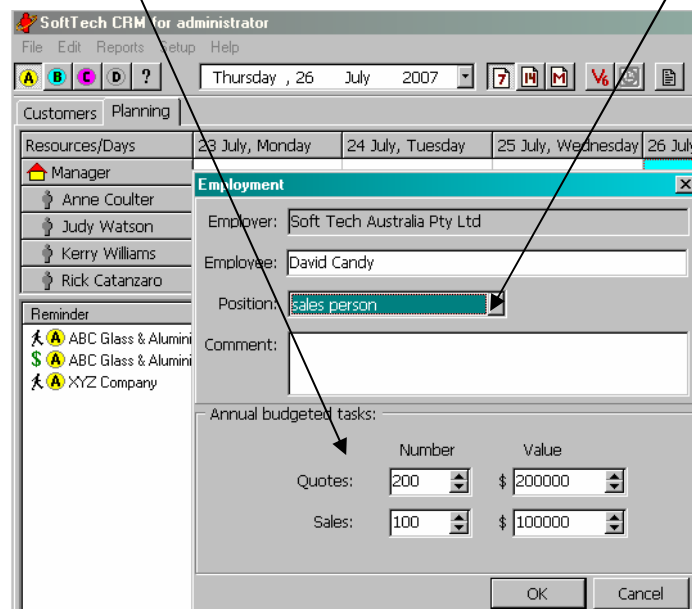 SoftTech CRM for administrator
File Edit Reports Setup Help
A B C D ? Thursday , 26 July 2007 7 14 M V6
Customers Planning
Resources/Days 23 July, Monday 24 July, Tuesday 25 July, Wednesday 26 July
Manager
Anne Coulter
Judy Watson
Kerry Williams
Rick Catanzaro
Reminder
A ABC Glass & Alumini
$ A ABC Glass & Alumini
A XYZ Company
Employment
Employer: Soft Tech Australia Pty Ltd
Employee: David Candy
Position: sales person
Comment:
Annual budgeted tasks:
Number Value
Quotes: 200 $ 200000
Sales: 100 $ 100000
OK Cancel